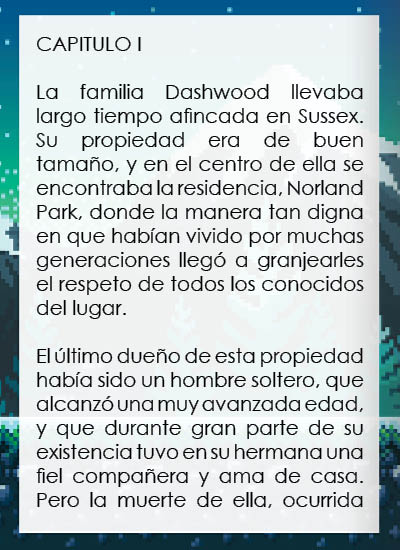 CAPITULO I
La familia Dashwood llevaba
largo tiempo afincada en Sussex.
Su propiedad era de buen
tamaño, y en el centro de ella se
encontraba la residencia, Norland
Park, donde la manera tan digna
en que habían vivido por muchas
generaciones llegó a granjearles
el respeto de todos los conocidos
del lugar.
El último dueño de esta propiedad
había sido un hombre soltero, que
alcanzó una muy avanzada edad,
y que durante gran parte de su
existencia tuvo en su hermana una
fiel compañera y ama de casa.
Pero la muerte de ella, ocurrida